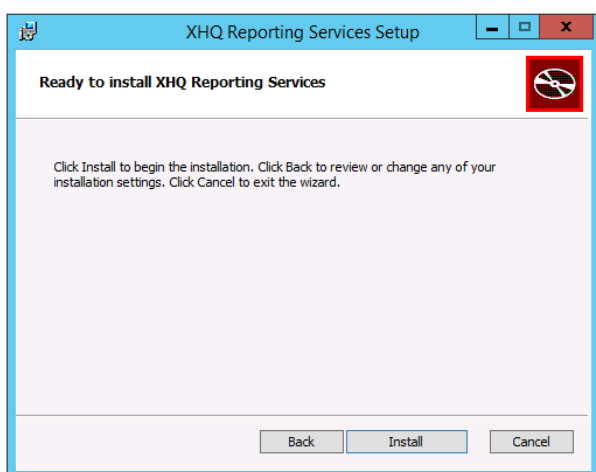 XHQ Reporting Services Setup
Ready to install XHQ Reporting Services
Click Install to begin the installation. Click Back to review or change any of your
installation settings. Click Cancel to exit the wizard.
Back Install Cancel